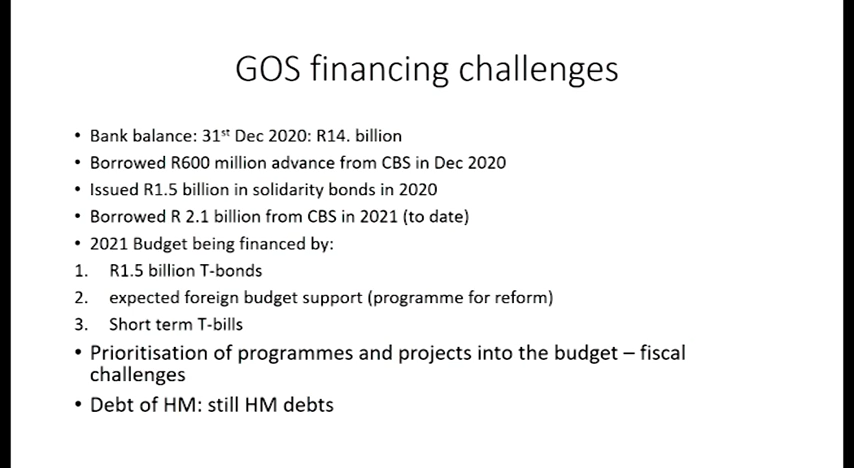 GOS financing challenges
• Bank balance: 31st Dec 2020: R14. billion
• Borrowed R600 million advance from CBS in Dec 2020
• Issued R1.5 billion in solidarity bonds in 2020
• Borrowed R 2.1 billion from CBS in 2021 (to date)
• 2021 Budget being financed by:
1. R1.5 billion T-bonds
2. expected foreign budget support (programme for reform)
3. Short term T-bills
• Prioritisation of programmes and projects into the budget – fiscal
challenges
• Debt of HM: still HM debts